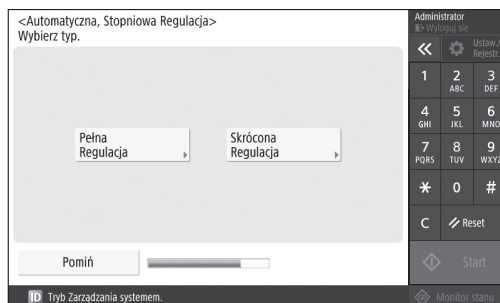 <Automatyczna, Stopniowa Regulacja>
Wybierz typ.
Pełna
Regulacja
Skrócona
Regulacja
Pomiń
ID Tryb Zarządzania systemem.
Administrator
Wyloguj się
Ustaw./
Rejestr.
1
2
ABC
3
DEF
4
GHI
5
JKL
6
MNO
7
PQRS
8
TUV
9
WXYZ
*
0
#
C
Reset
Start
Monitor stanu